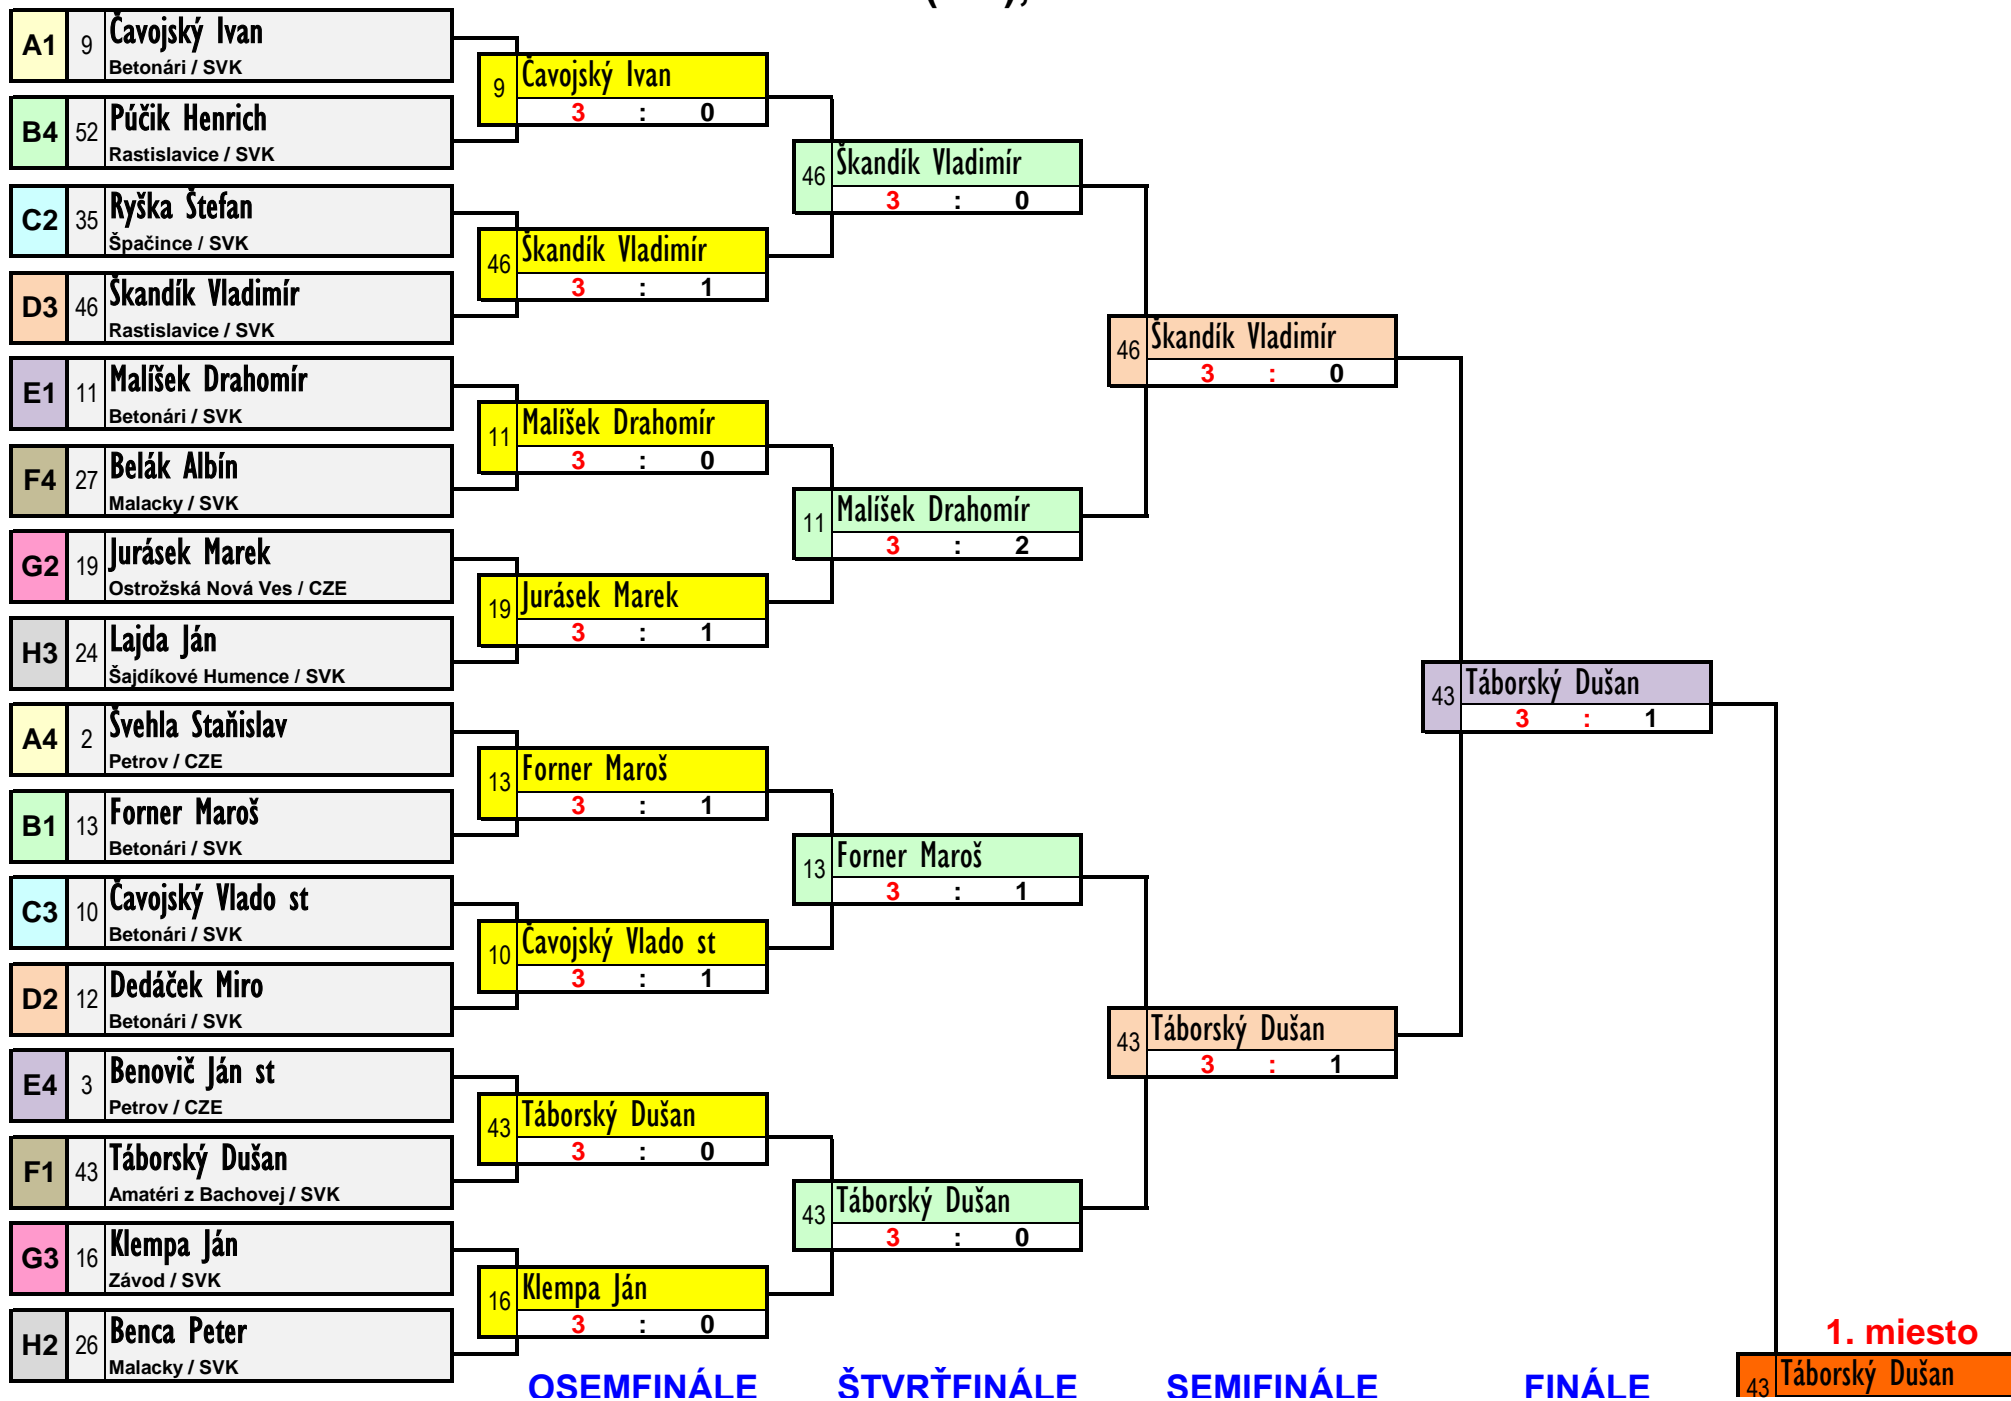 A1 9 Čavojský Ivan
Betonári / SVK
B4 52 Púčik Henrich
Rastislavice / SVK
C2 35 Ryška Štefan
Špačince / SVK
D3 46 Škandík Vladimír
Rastislavice / SVK
E1 11 Malíšek Drahomír
Betonári / SVK
F4 27 Belák Albín
Malacky / SVK
G2 19 Jurásek Marek
Ostrožská Nová Ves / CZE
H3 24 Lajda Ján
Šajdíkové Humence / SVK
A4 2 Švehla Staňislav
Petrov / CZE
B1 13 Forner Maroš
Betonári / SVK
C3 10 Čavojský Vlado st
Betonári / SVK
D2 12 Dedáček Miro
Betonári / SVK
E4 3 Benovič Ján st
Petrov / CZE
F1 43 Táborský Dušan
Amatéri z Bachovej / SVK
G3 16 Klempa Ján
Závod / SVK
H2 26 Benca Peter
Malacky / SVK
9 Čavojský Ivan
3 : 0
46 Škandík Vladimír
3 : 1
11 Malíšek Drahomír
3 : 0
19 Jurásek Marek
3 : 1
13 Forner Maroš
3 : 1
10 Čavojský Vlado st
3 : 1
43 Táborský Dušan
3 : 0
16 Klempa Ján
3 : 0
OSEMFINÁLE
46 Škandík Vladimír
3 : 0
11 Malíšek Drahomír
3 : 2
13 Forner Maroš
3 : 1
43 Táborský Dušan
3 : 0
ŠTVRŤFINÁLE
46 Škandík Vladimír
3 : 0
43 Táborský Dušan
3 : 1
SEMIFINÁLE
43 Táborský Dušan
3 : 1
FINÁLE
1. miesto
43 Táborský Dušan